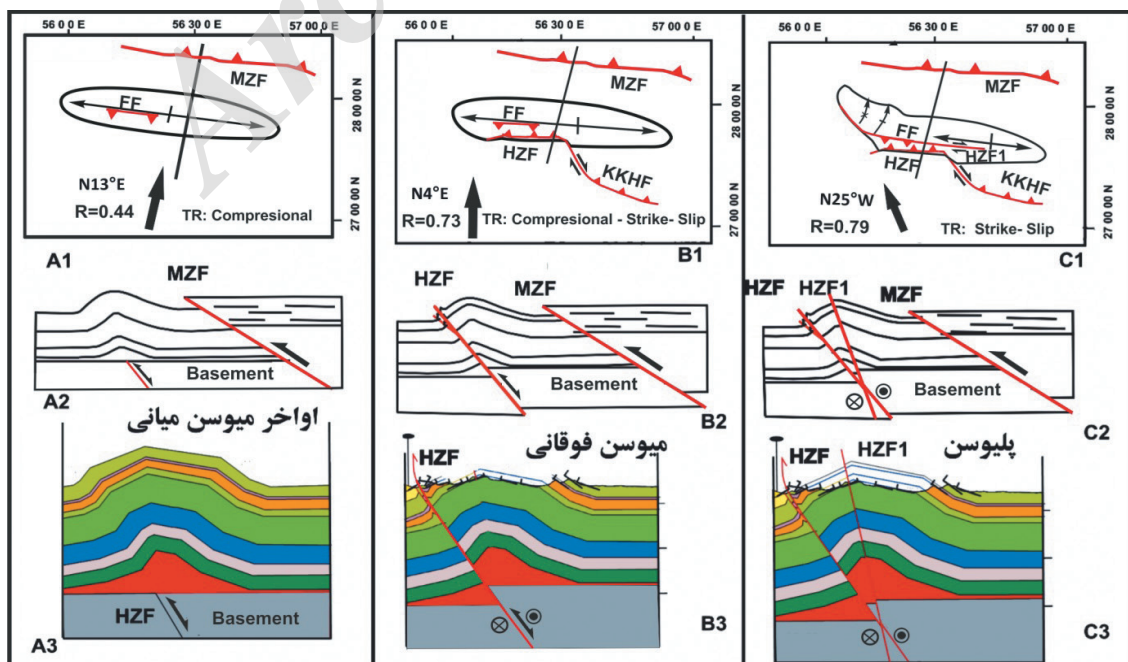 56 0 0 E 56 30 E 57 00 0 E
MZF
FF
28 00 00 N
27 00 00 N
N13°E
R=0.44
TR: Compresional
A1
MZF
Basement
A2
اواخر میوسن میانی
HZF
Basement
A3
56 0 0 E 56 30 E 57 00 0 E
MZF
FF
HZF
KKHF
28 00 00 N
27 00 00 N
N4°E
R=0.73
TR: Compresional - Strike- Slip
B1
HZF
MZF
Basement
B2
میوسن فوقانی
HZF
B3
56 0 0 E 56 30 E 57 00 0 E
MZF
FF
HZF1
HZF
KKHF
28 00 00 N
27 00 00 N
N25°W
R=0.79
TR: Strike- Slip
C1
HZF HZF1 MZF
Basement
C2
پلیوسن
HZF HZF1
C3